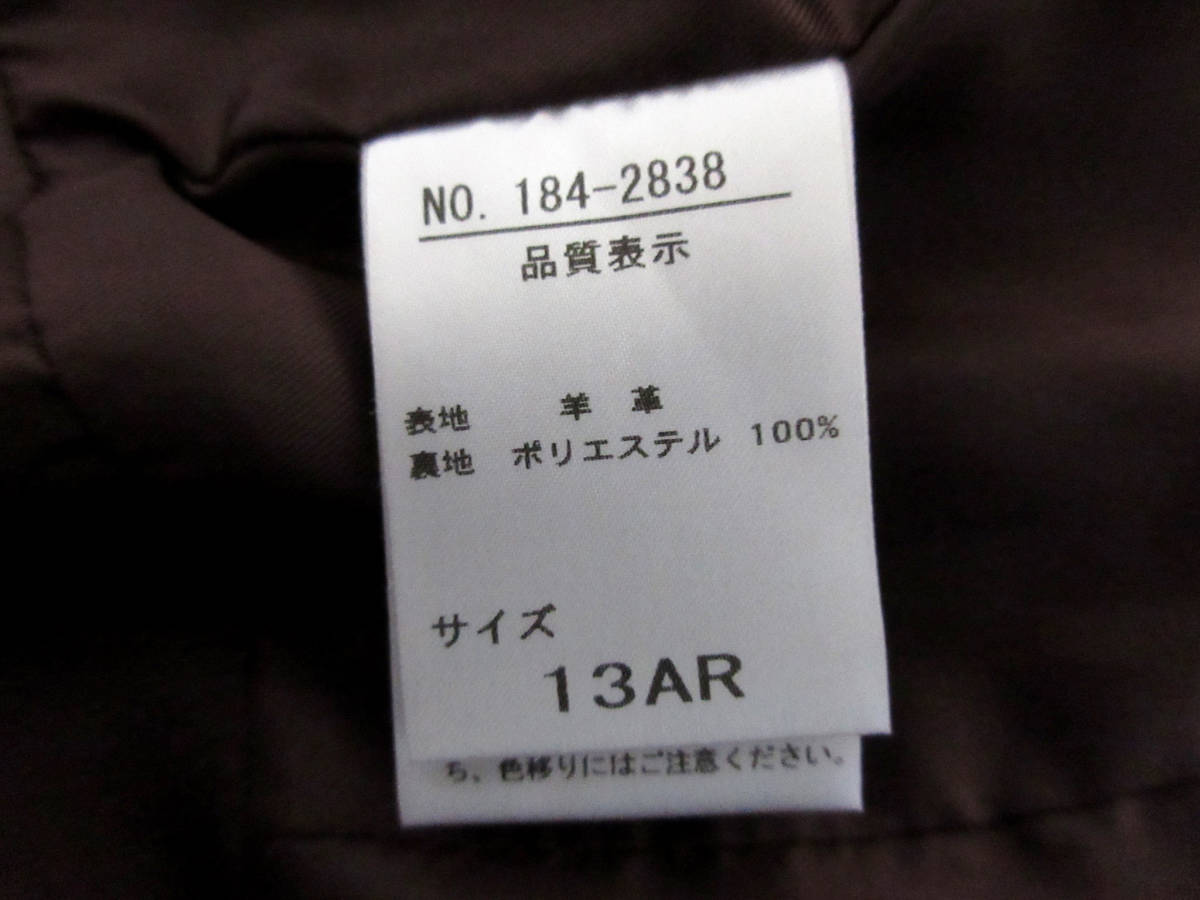 NO. 184-2838
品質表示
表地 羊 革
裏地 ポリエステル 100%
サイズ
13AR
ち、色移りにはご注意ください。